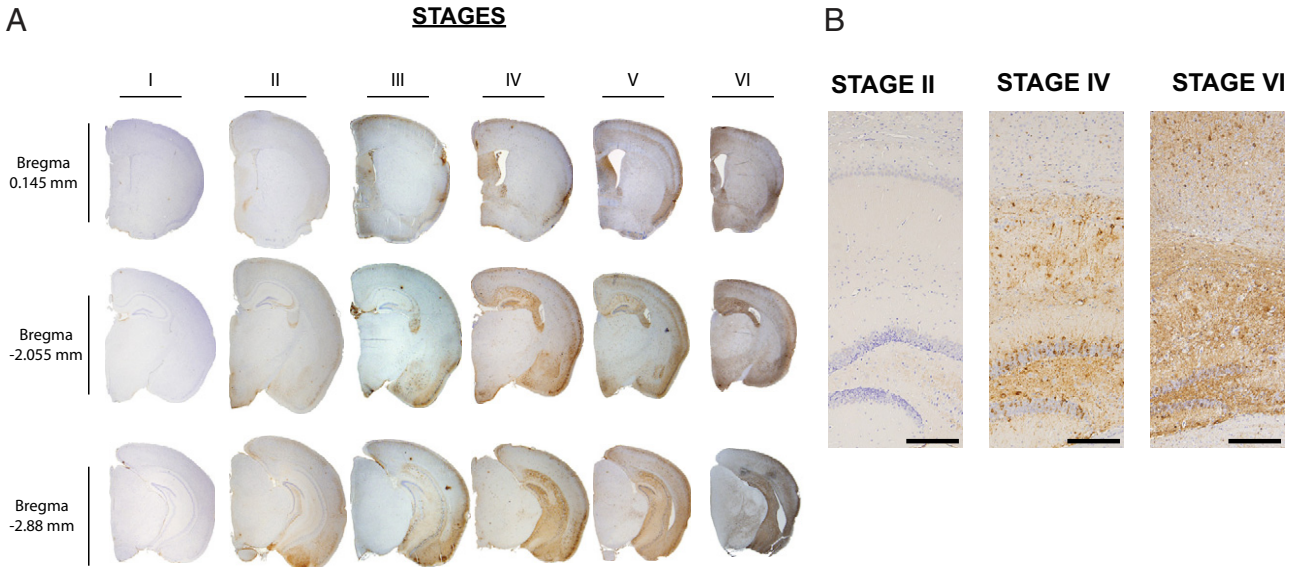 A
STAGES
B
I
II
III
IV
V
VI
STAGE II
STAGE IV
STAGE VI
Bregma
0.145 mm
Bregma
-2.055 mm
Bregma
-2.88 mm